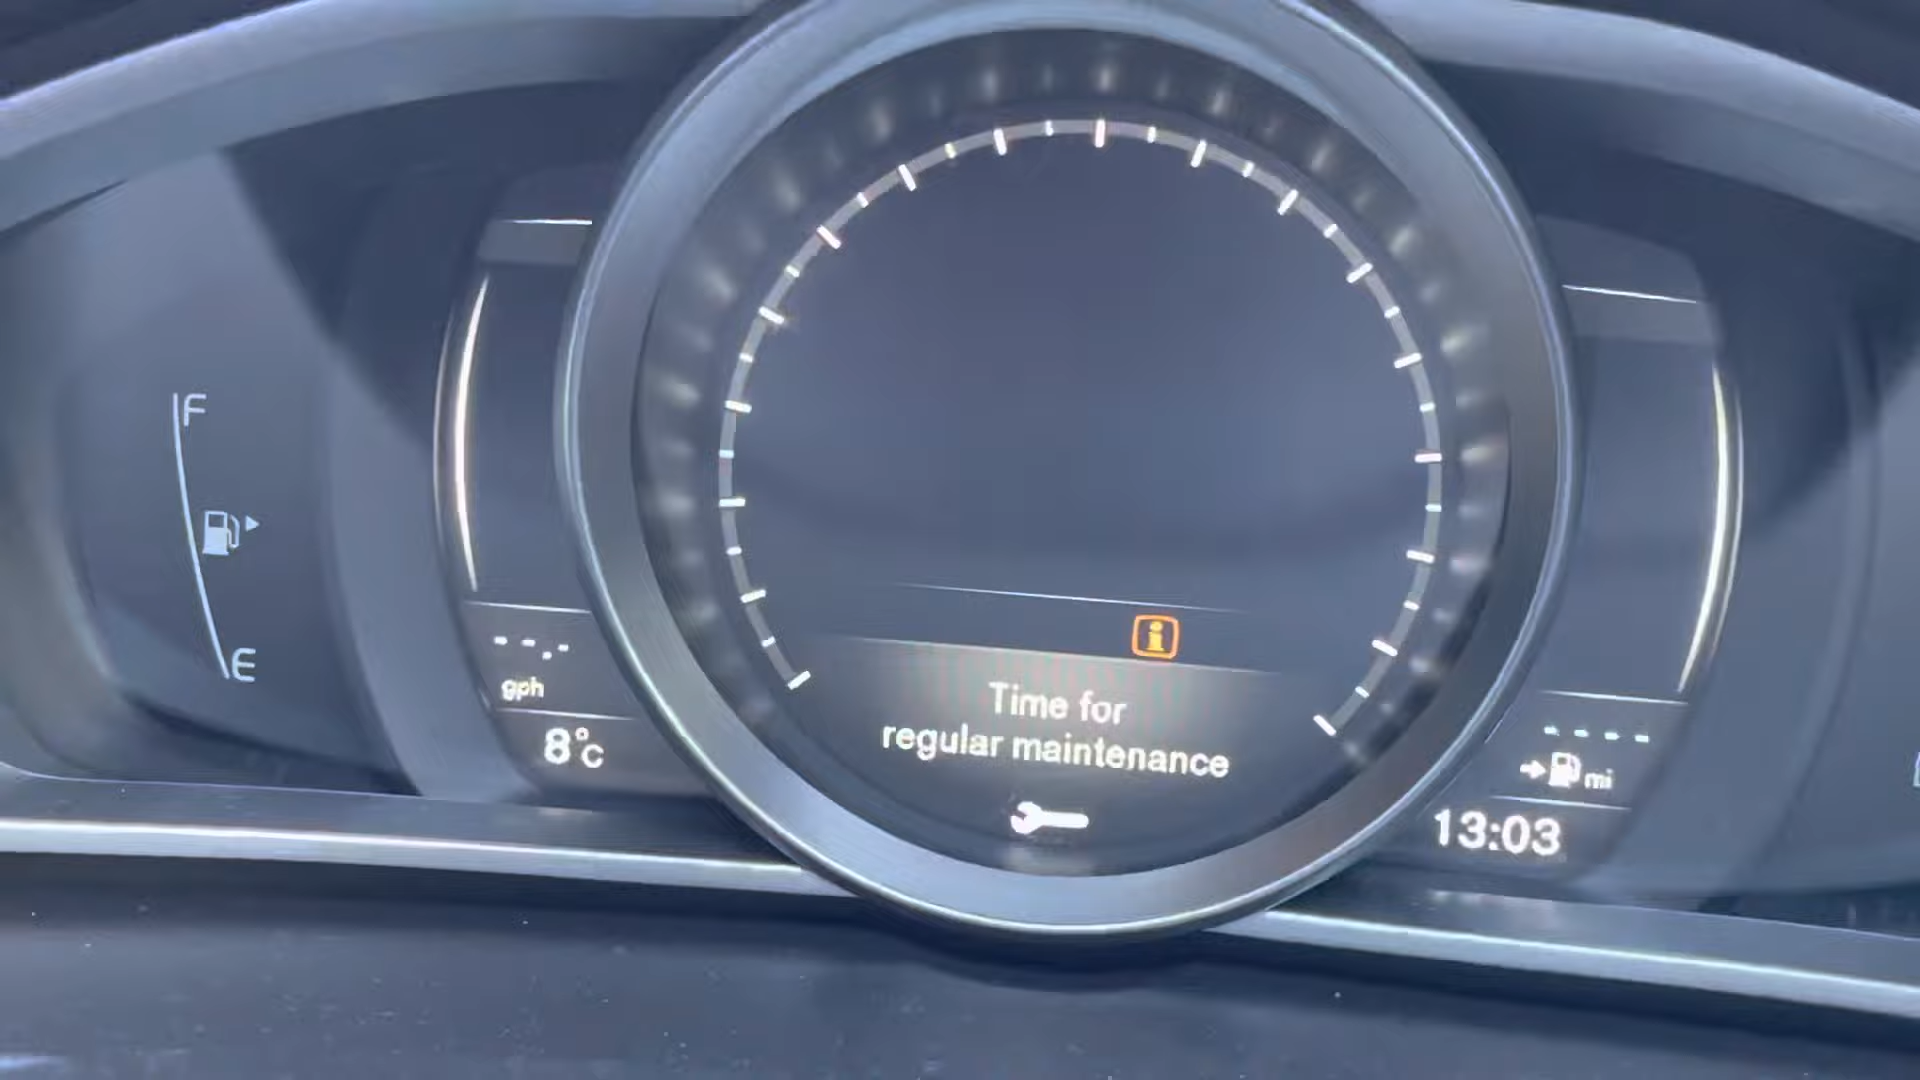 F
E
--.-
gph
8°C
Time for
regular maintenance
----
mi
13:03